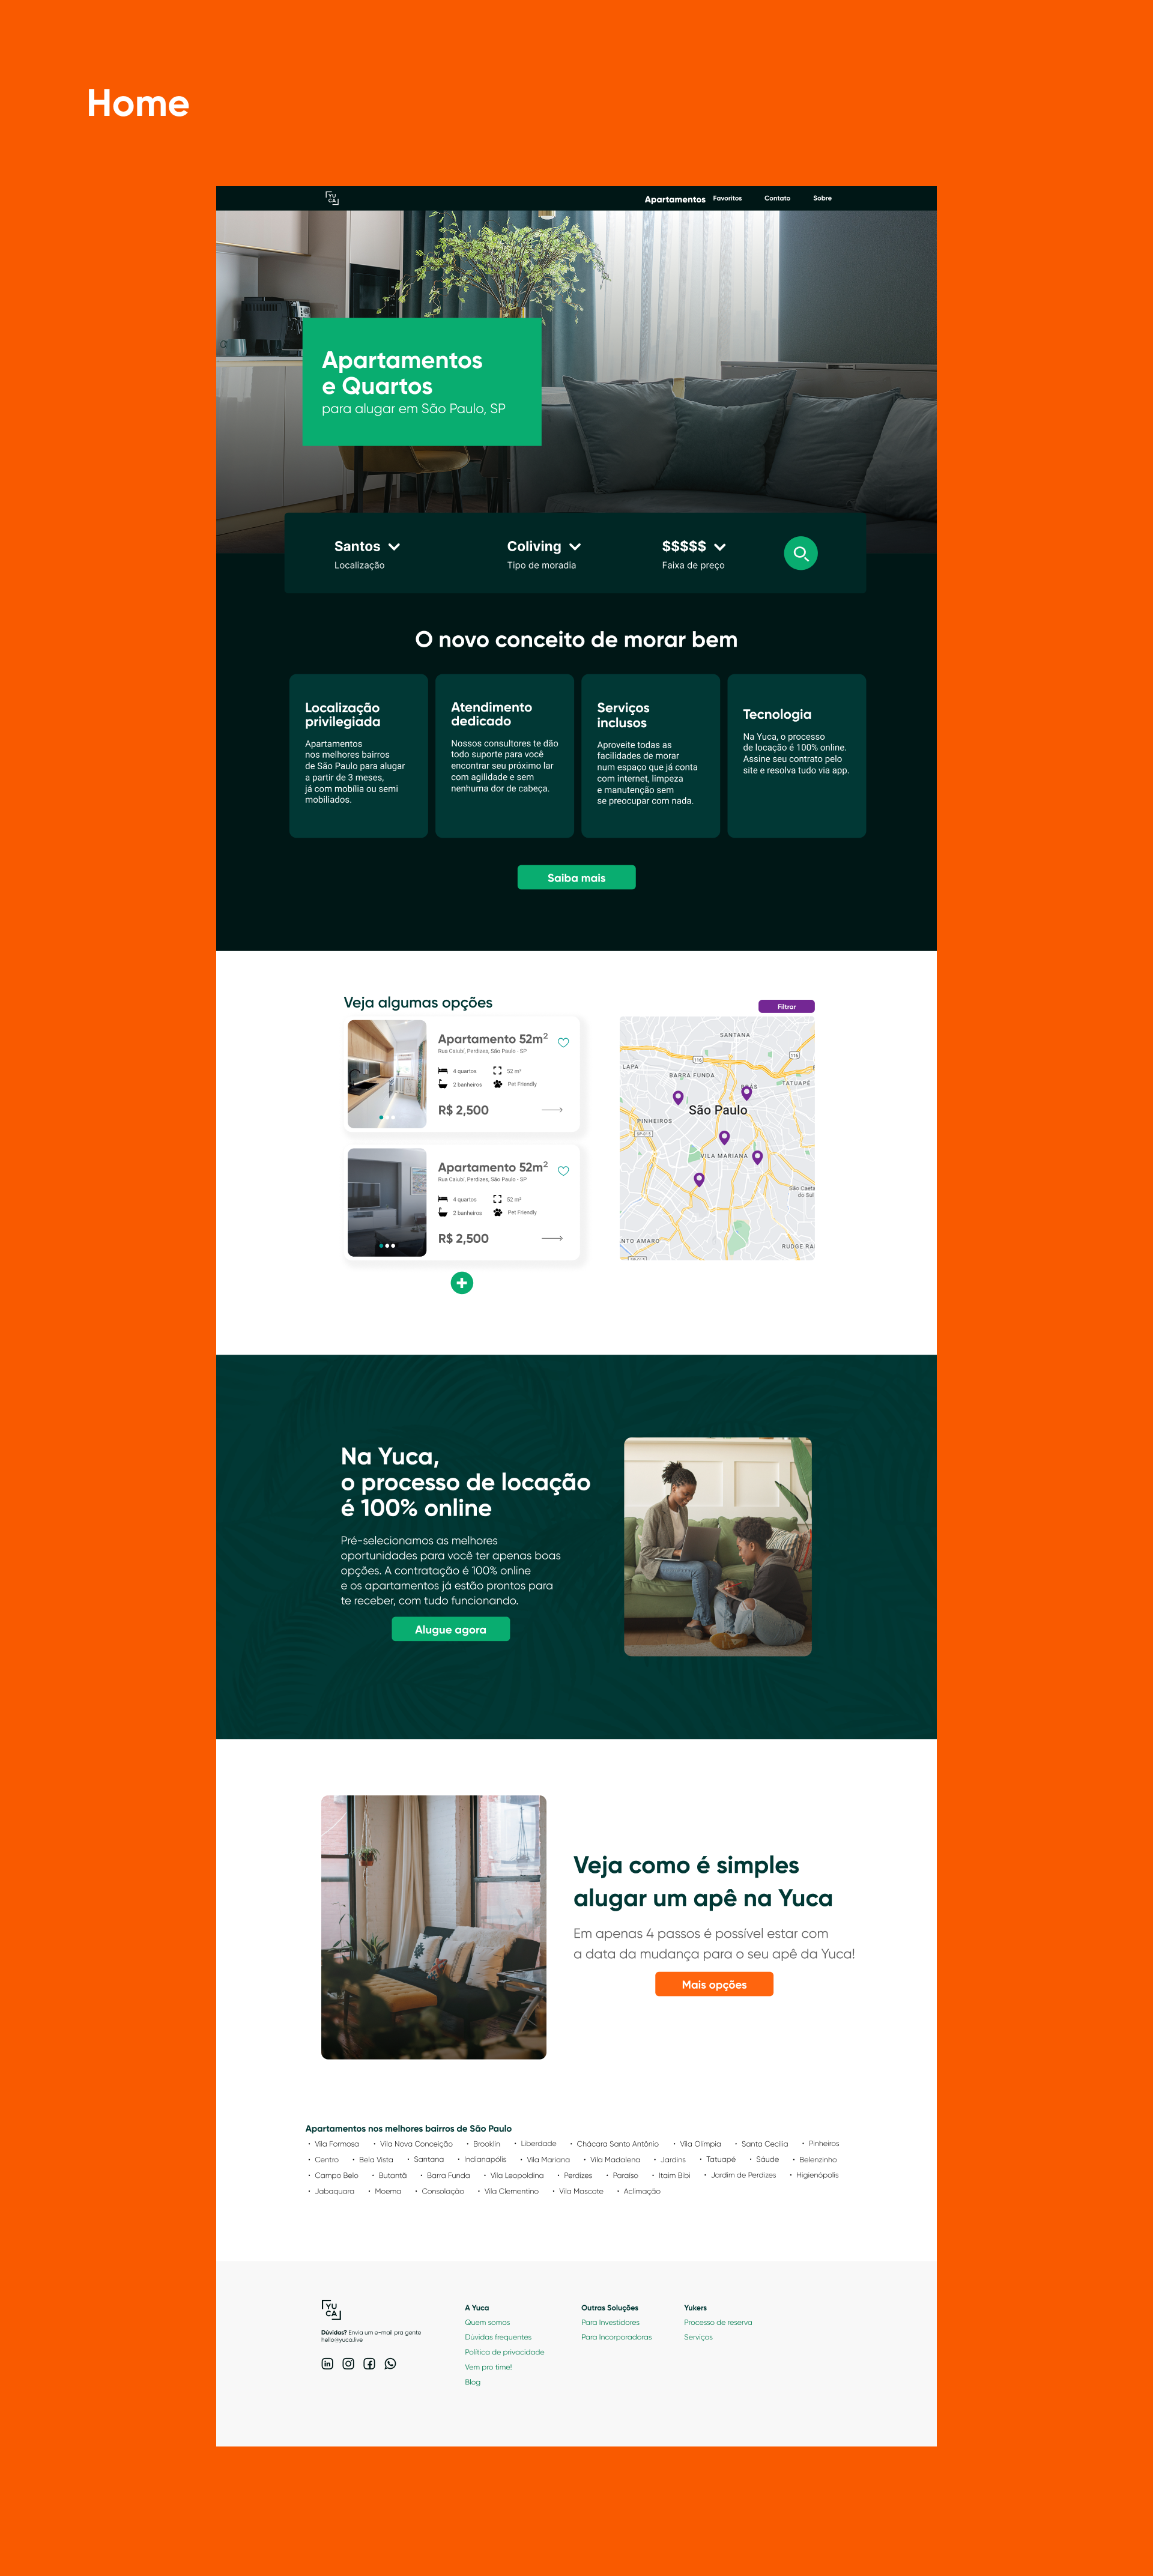 Home
YU
CA
Apartamentos Favoritos Contato Sobre
Apartamentos
e Quartos
para alugar em São Paulo, SP
Santos
Localização
Coliving
Tipo de moradia
$$$$$
Faixa de preço
O novo conceito de morar bem
Localização
privilegiada
Apartamentos
nos melhores bairros
de São Paulo para alugar
a partir de 3 meses,
já com mobília ou semi
mobiliados.
Atendimento
dedicado
Nossos consultores te dão
todo suporte para você
encontrar seu próximo lar
com agilidade e sem
nenhuma dor de cabeça.
Serviços
inclusos
Aproveite todas as
facilidades de morar
num espaço que já conta
com internet, limpeza
e manutenção sem
se preocupar com nada.
Tecnologia
Na Yuca, o processo
de locação é 100% online.
Assine seu contrato pelo
site e resolva tudo via app.
Saiba mais
Veja algumas opções
Apartamento 52m²
Rua Caiubi, Perdizes, São Paulo - SP
4 quartos 52 m²
2 banheiros Pet Friendly
R$ 2,500
Apartamento 52m²
Rua Caiubi, Perdizes, São Paulo - SP
4 quartos 52 m²
2 banheiros Pet Friendly
R$ 2,500
Filtrar
SANTANA
116
116
LAPA
BARRA FUNDA
TATUAPÉ
São Paulo
PINHEIROS
VILA MARIANA
São Caeta
do Sul
NTO AMARO
RUDGE RA
Na Yuca,
o processo de locação
é 100% online
Pré-selecionamos as melhores
oportunidades para você ter apenas boas
opções. A contratação é 100% online
e os apartamentos já estão prontos para
te receber, com tudo funcionando.
Alugue agora
Veja como é simples
alugar um apê na Yuca
Em apenas 4 passos é possível estar com
a data da mudança para o seu apê da Yuca!
Mais opções
Apartamentos nos melhores bairros de São Paulo
• Vila Formosa • Vila Nova Conceição • Brooklin • Liberdade • Chácara Santo Antônio • Vila Olímpia • Santa Cecília • Pinheiros
• Centro • Bela Vista • Santana • Indianapólis • Vila Mariana • Vila Madalena • Jardins • Tatuapé • Sáude • Belenzinho
• Campo Belo • Butantã • Barra Funda • Vila Leopoldina • Perdizes • Paraíso • Itaim Bibi • Jardim de Perdizes • Higienópolis
• Jabaquara • Moema • Consolação • Vila Clementino • Vila Mascote • Aclimação
YU
CA
Dúvidas? Envia um e-mail pra gente
hello@yuca.live
A Yuca
Quem somos
Dúvidas frequentes
Política de privacidade
Vem pro time!
Blog
Outras Soluções
Para Investidores
Para Incorporadoras
Yukers
Processo de reserva
Serviços